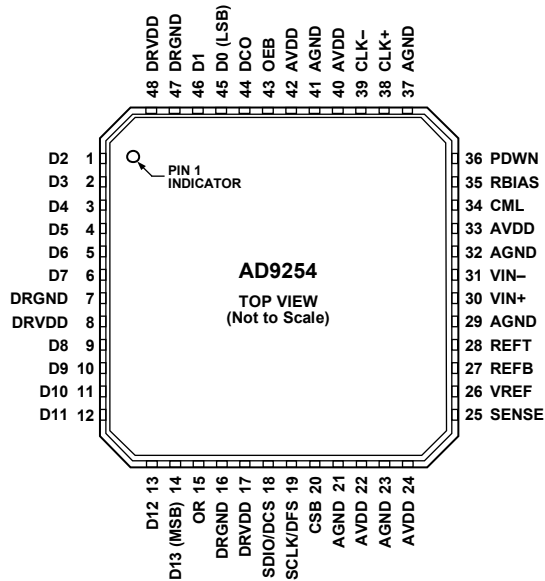 48 DRVDD
47 DRGND
46 D1
45 D0 (LSB)
44 DCO
43 OEB
42 AVDD
41 AGND
40 AVDD
39 CLK–
38 CLK+
37 AGND
D2 1
D3 2
D4 3
D5 4
D6 5
D7 6
DRGND 7
DRVDD 8
D8 9
D9 10
D10 11
D11 12
PIN 1
INDICATOR
AD9254
TOP VIEW
(Not to Scale)
36 PDWN
35 RBIAS
34 CML
33 AVDD
32 AGND
31 VIN–
30 VIN+
29 AGND
28 REFT
27 REFB
26 VREF
25 SENSE
D12 13
D13 (MSB) 14
OR 15
DRGND 16
DRVDD 17
SDIO/DCS 18
SCLK/DFS 19
CSB 20
AGND 21
AVDD 22
AGND 23
AVDD 24